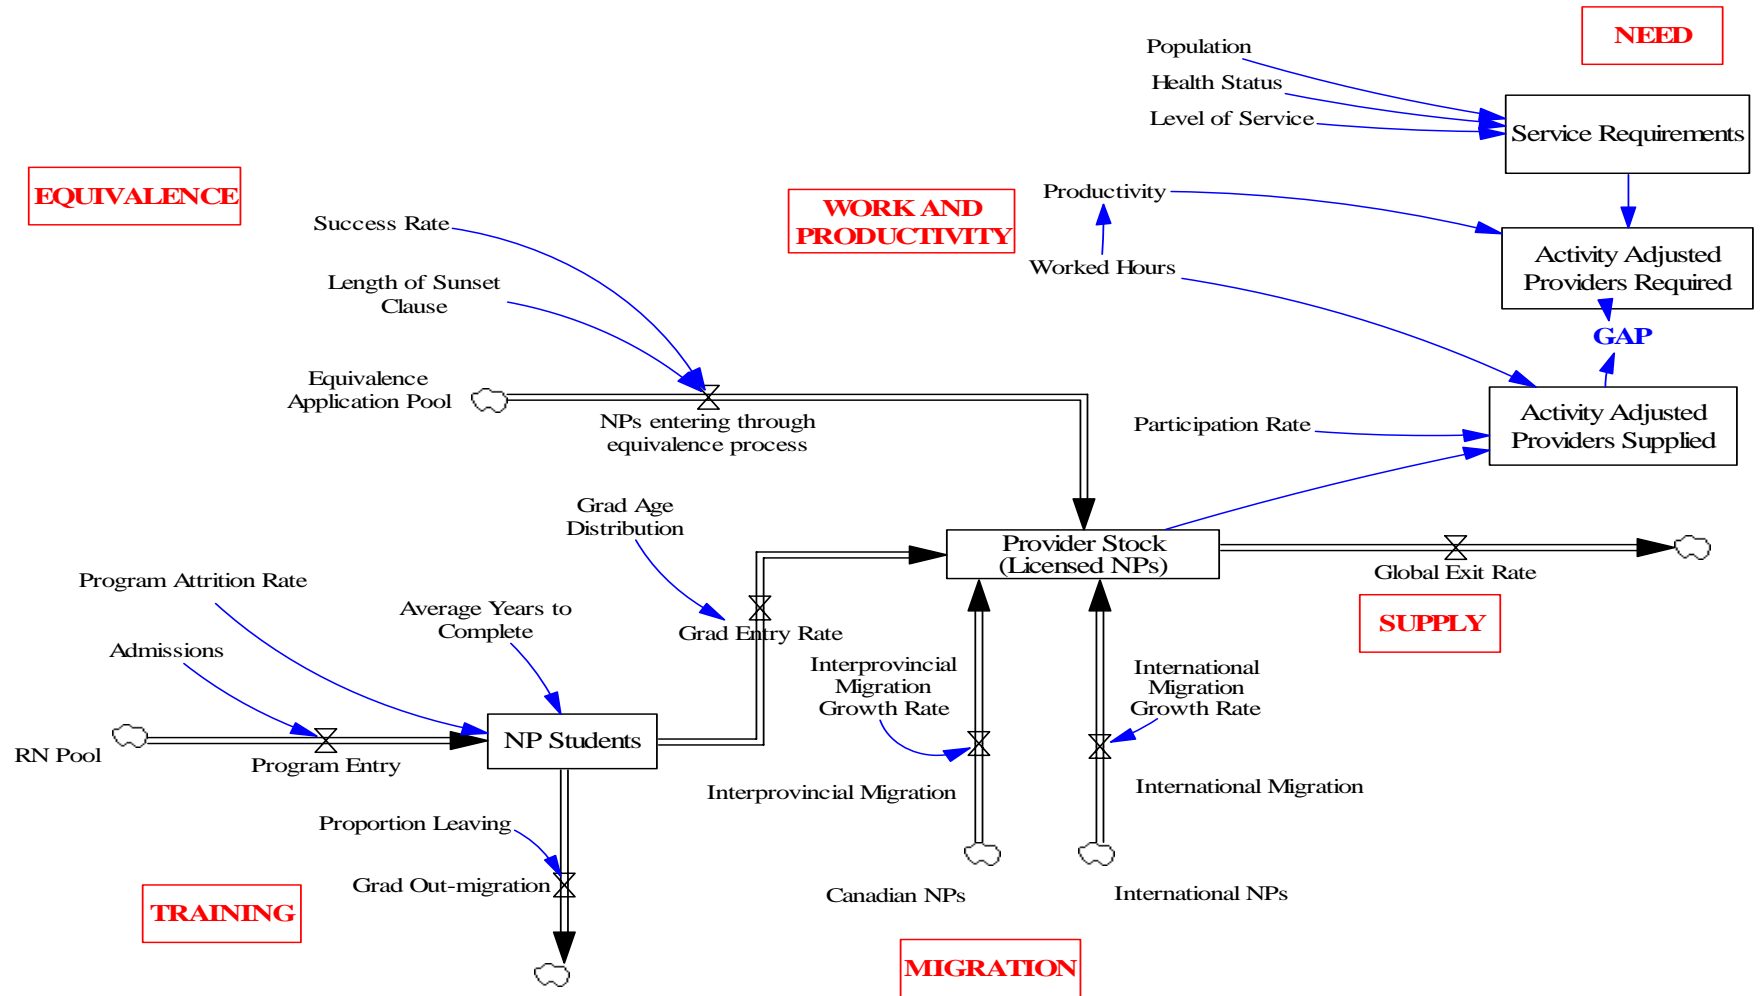 NEED
Population
Health Status
Level of Service
Service Requirements
EQUIVALENCE
Success Rate
Length of Sunset
Clause
WORK AND
PRODUCTIVITY
Productivity
Worked Hours
Activity Adjusted
Providers Required
GAP
Equivalence
Application Pool
NPs entering through
equivalence process
Participation Rate
Activity Adjusted
Providers Supplied
Grad Age
Distribution
Provider Stock
(Licensed NPs)
Global Exit Rate
SUPPLY
Program Attrition Rate
Admissions
Average Years to
Complete
Grad Entry Rate
Interprovincial
Migration
Growth Rate
International
Migration
Growth Rate
RN Pool
Program Entry
NP Students
Interprovincial Migration
International Migration
Proportion Leaving
Grad Out-migration
Canadian NPs
International NPs
TRAINING
MIGRATION